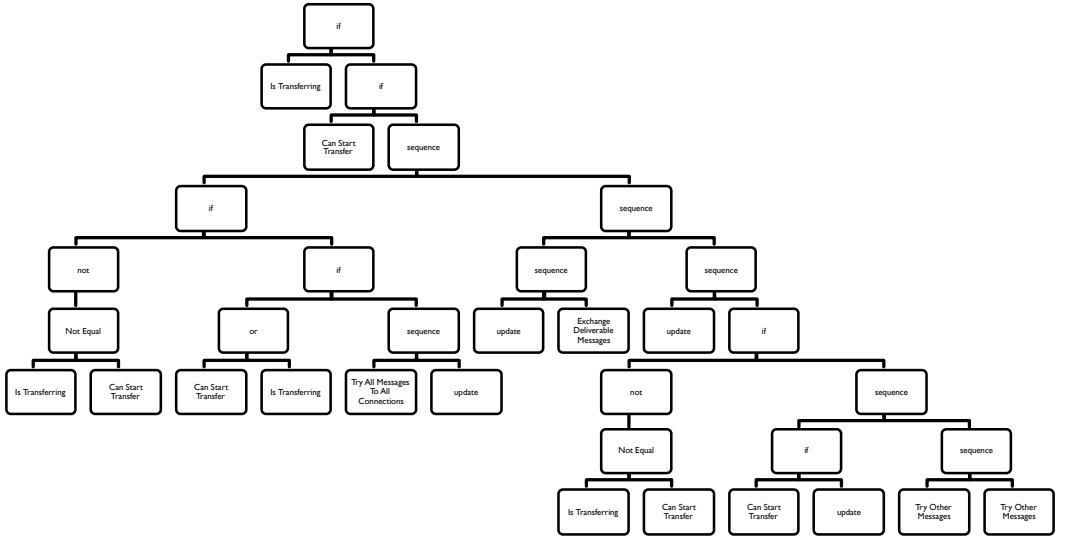 if
Is Transferring
if
Can Start
Transfer
sequence
if
sequence
not
if
sequence
sequence
Not Equal
or
sequence
update
Exchange
Deliverable
Messages
update
if
Is Transferring
Can Start
Transfer
Can Start
Transfer
Is Transferring
Try All Messages
To All
Connections
update
not
sequence
Not Equal
if
sequence
Is Transferring
Can Start
Transfer
Can Start
Transfer
update
Try Other
Messages
Try Other
Messages